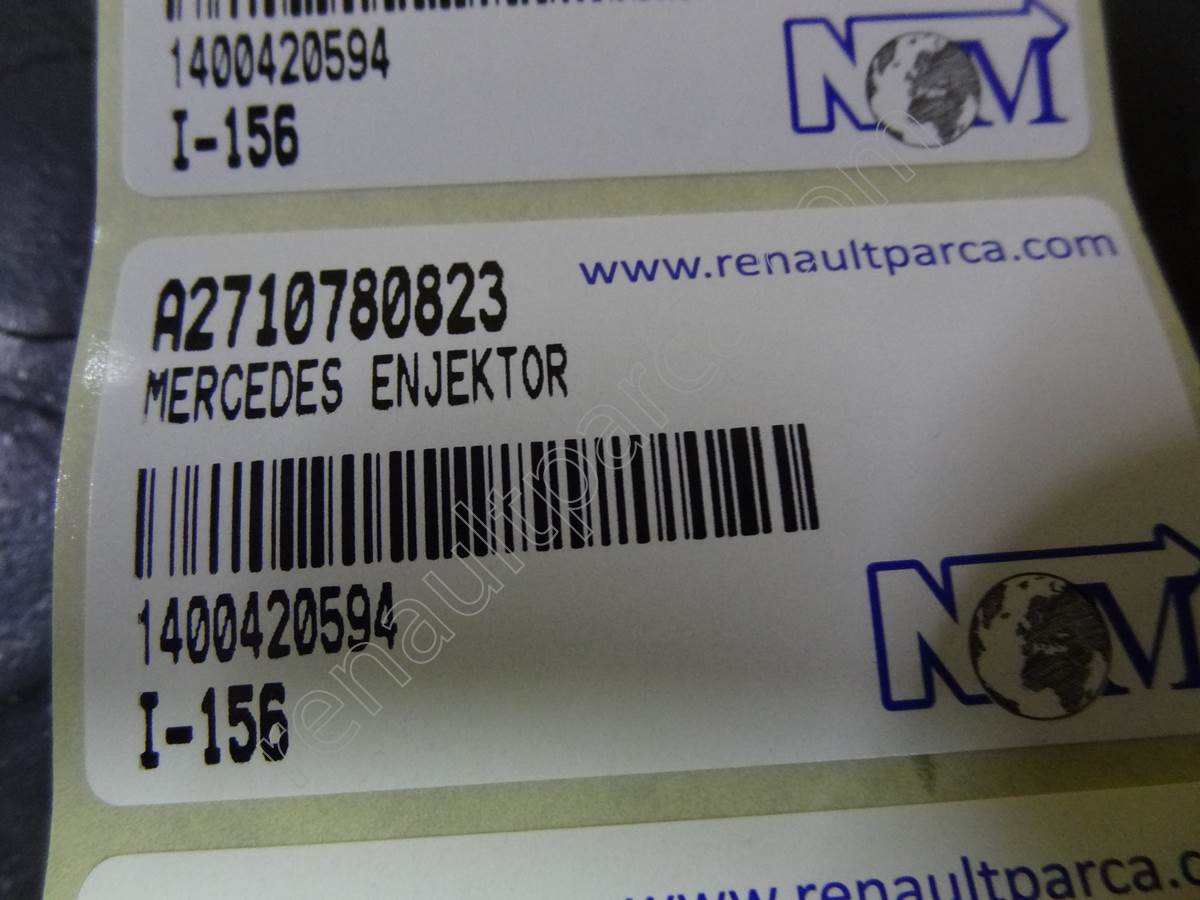 1400420594
I-156
NOM
A2710780823
www.renaultparca.com
MERCEDES ENJEKTOR
1400420594
I-156
NOM
www.renaultparca.c
renaultparca.com